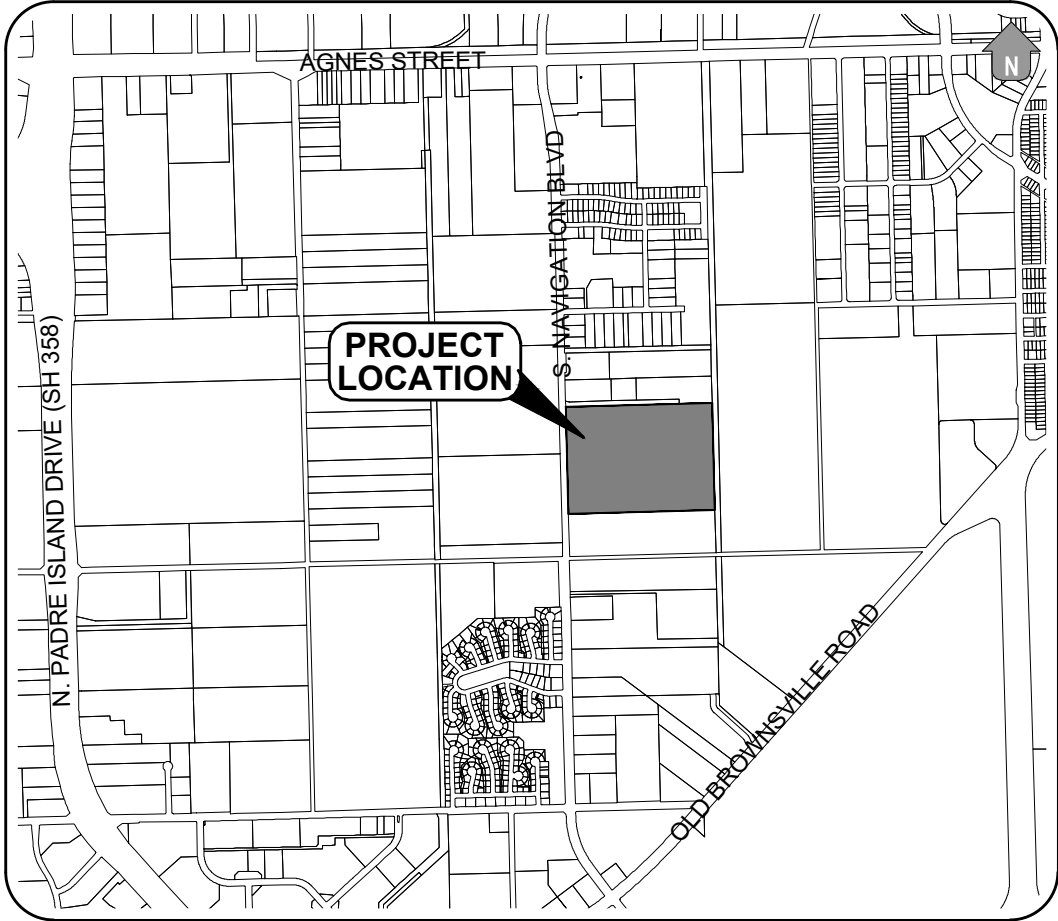 AGNES STREET
N
S. NAVIGATION BLVD
PROJECT
LOCATION
N. PADRE ISLAND DRIVE (SH 358)
OLD BROWNSVILLE ROAD